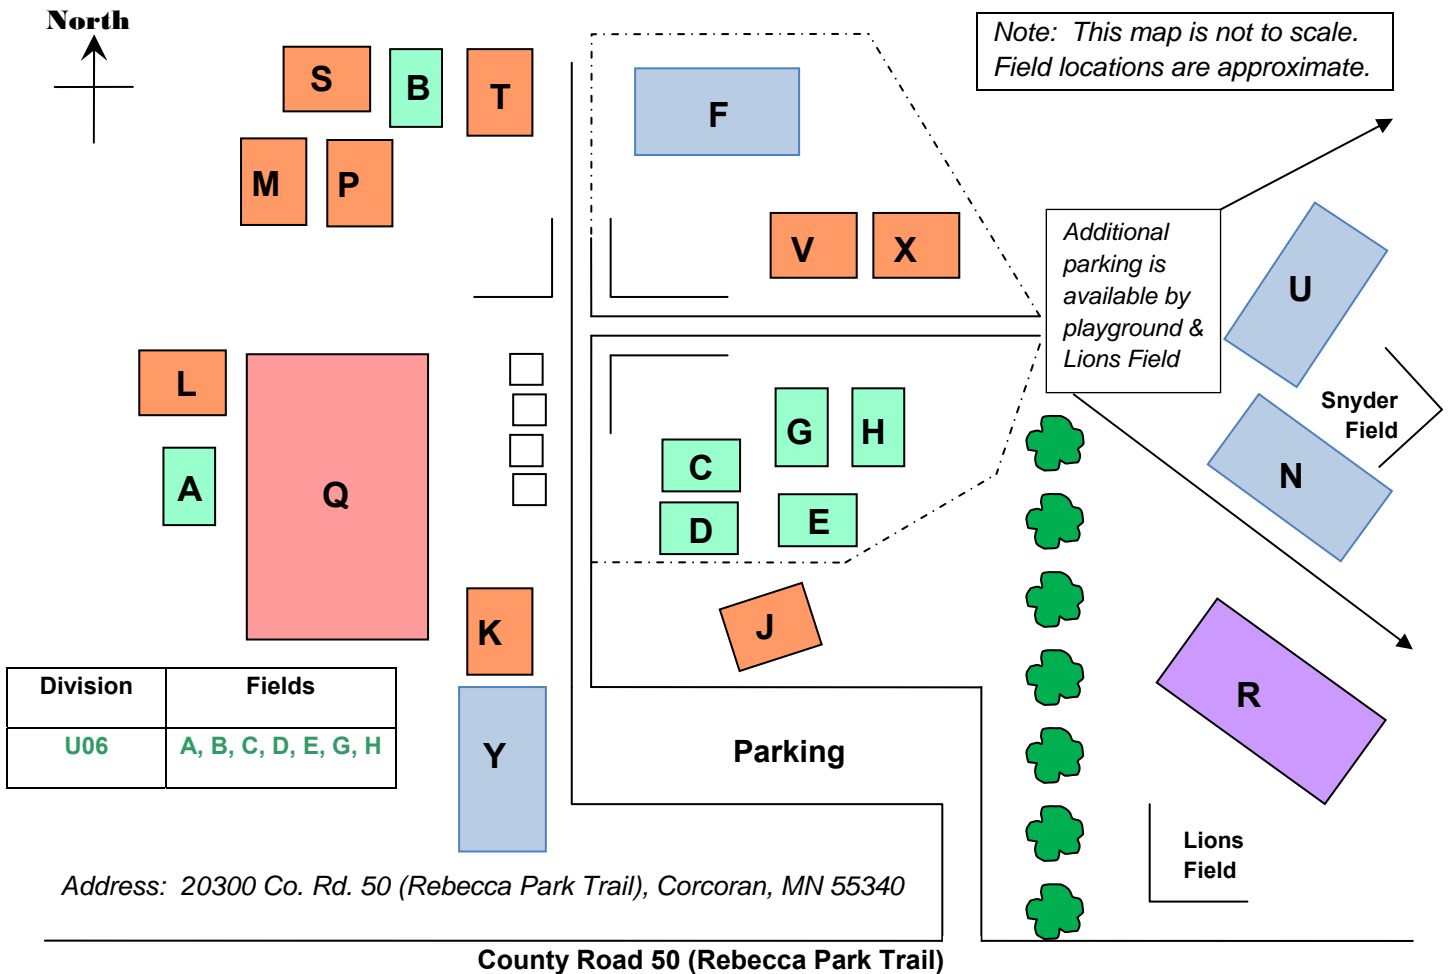 North
Note: This map is not to scale.
Field locations are approximate.
S
B
T
F
M
P
V
X
Additional
parking is
available by
playground &
Lions Field
U
L
Snyder
Field
G
H
C
A
Q
N
D
E
K
J
Division Fields
U06 A, B, C, D, E, G, H
R
Y
Parking
Lions
Field
Address: 20300 Co. Rd. 50 (Rebecca Park Trail), Corcoran, MN 55340
County Road 50 (Rebecca Park Trail)